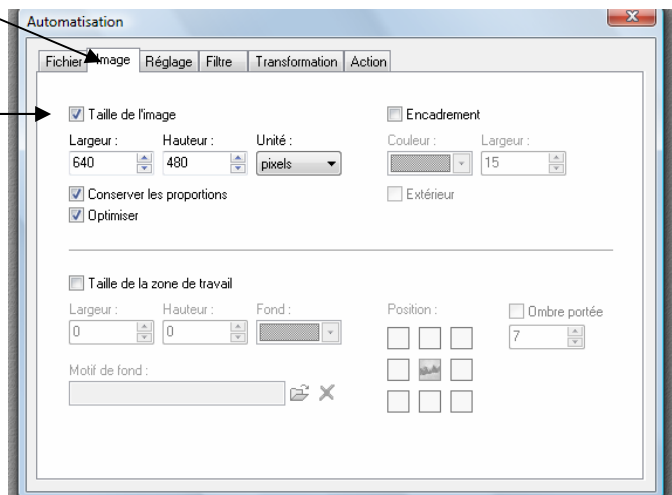 Automatisation
Fichier Image Réglage Filtre Transformation Action
Taille de l'image Encadrement
Largeur : Hauteur : Unité : Couleur : Largeur :
640 480 pixels 15
Conserver les proportions Extérieur
Optimiser
Taille de la zone de travail
Largeur : Hauteur : Fond : Position : Ombre portée
0 0 7
Motif de fond :